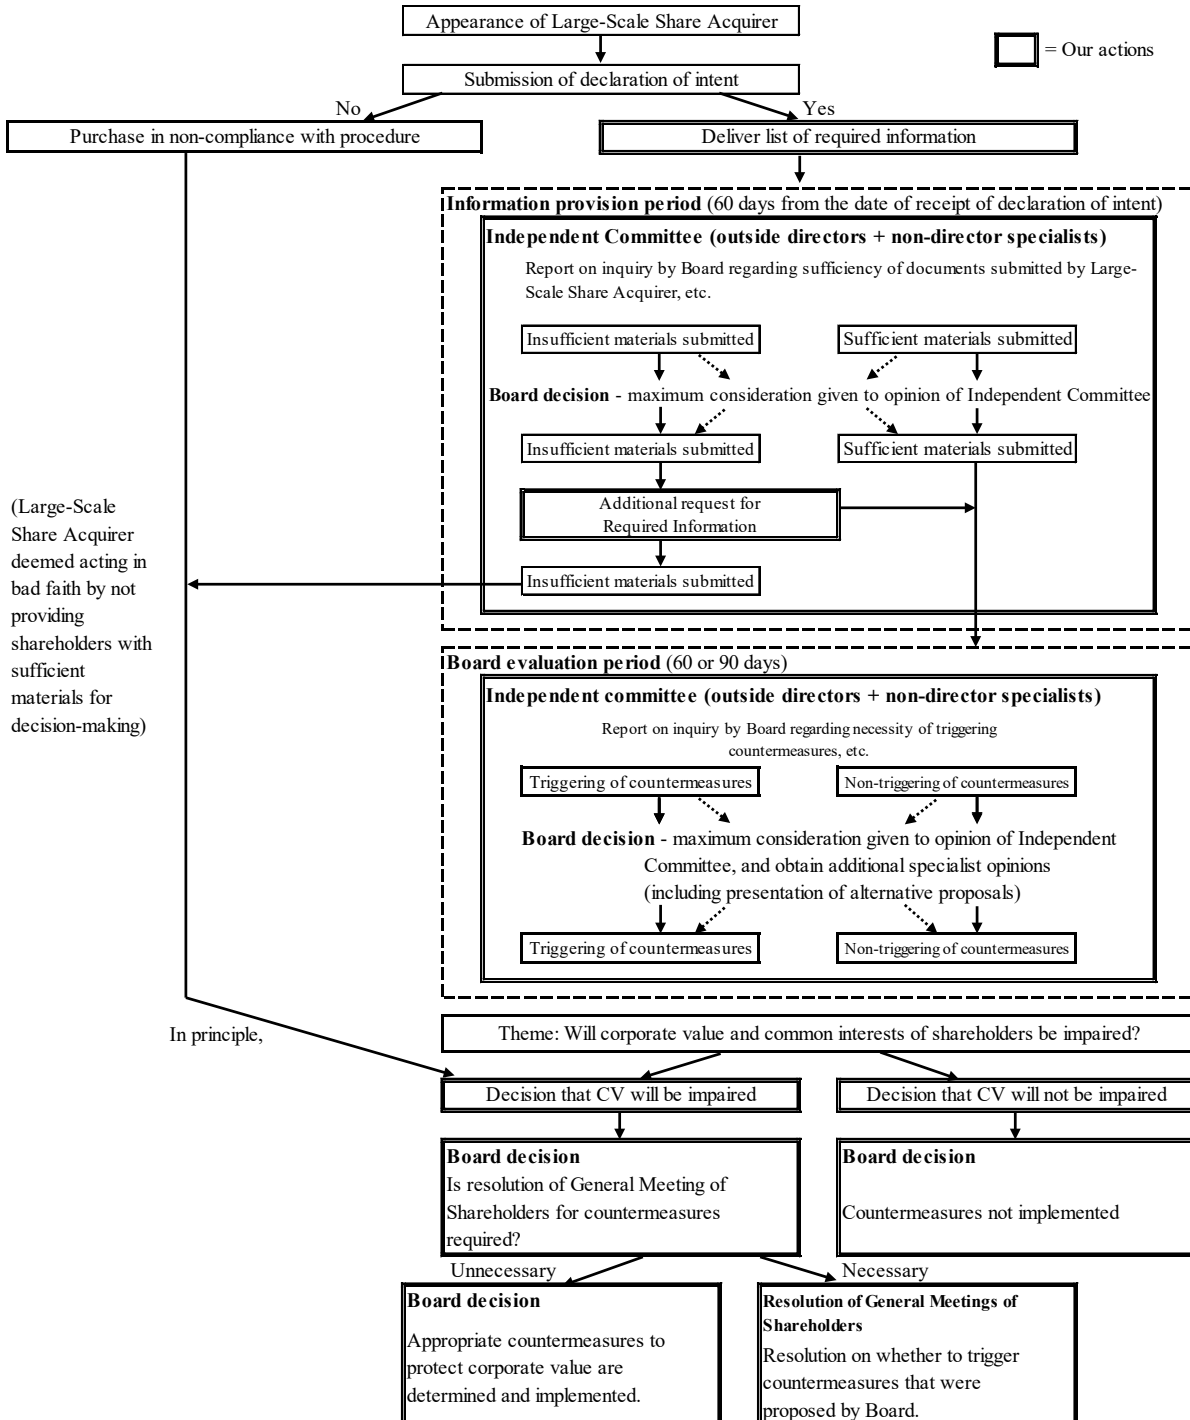 Appearance of Large-Scale Share Acquirer
= Our actions
Submission of declaration of intent
No
Yes
Purchase in non-compliance with procedure
Deliver list of required information
Information provision period (60 days from the date of receipt of declaration of intent)
Independent Committee (outside directors + non-director specialists)
Report on inquiry by Board regarding sufficiency of documents submitted by Large-
Scale Share Acquirer, etc.
Insufficient materials submitted
Sufficient materials submitted
Board decision - maximum consideration given to opinion of Independent Committee
Insufficient materials submitted
Sufficient materials submitted
Additional request for
Required Information
Insufficient materials submitted
(Large-Scale
Share Acquirer
deemed acting in
bad faith by not
providing
shareholders with
sufficient
materials for
decision-making)
Board evaluation period (60 or 90 days)
Independent committee (outside directors + non-director specialists)
Report on inquiry by Board regarding necessity of triggering
countermeasures, etc.
Triggering of countermeasures
Non-triggering of countermeasures
Board decision - maximum consideration given to opinion of Independent
Committee, and obtain additional specialist opinions
(including presentation of alternative proposals)
Triggering of countermeasures
Non-triggering of countermeasures
In principle,
Theme: Will corporate value and common interests of shareholders be impaired?
Decision that CV will be impaired
Decision that CV will not be impaired
Board decision
Is resolution of General Meeting of
Shareholders for countermeasures
required?
Board decision
Countermeasures not implemented
Unnecessary
Necessary
Board decision
Appropriate countermeasures to
protect corporate value are
determined and implemented.
Resolution of General Meetings of
Shareholders
Resolution on whether to trigger
countermeasures that were
proposed by Board.